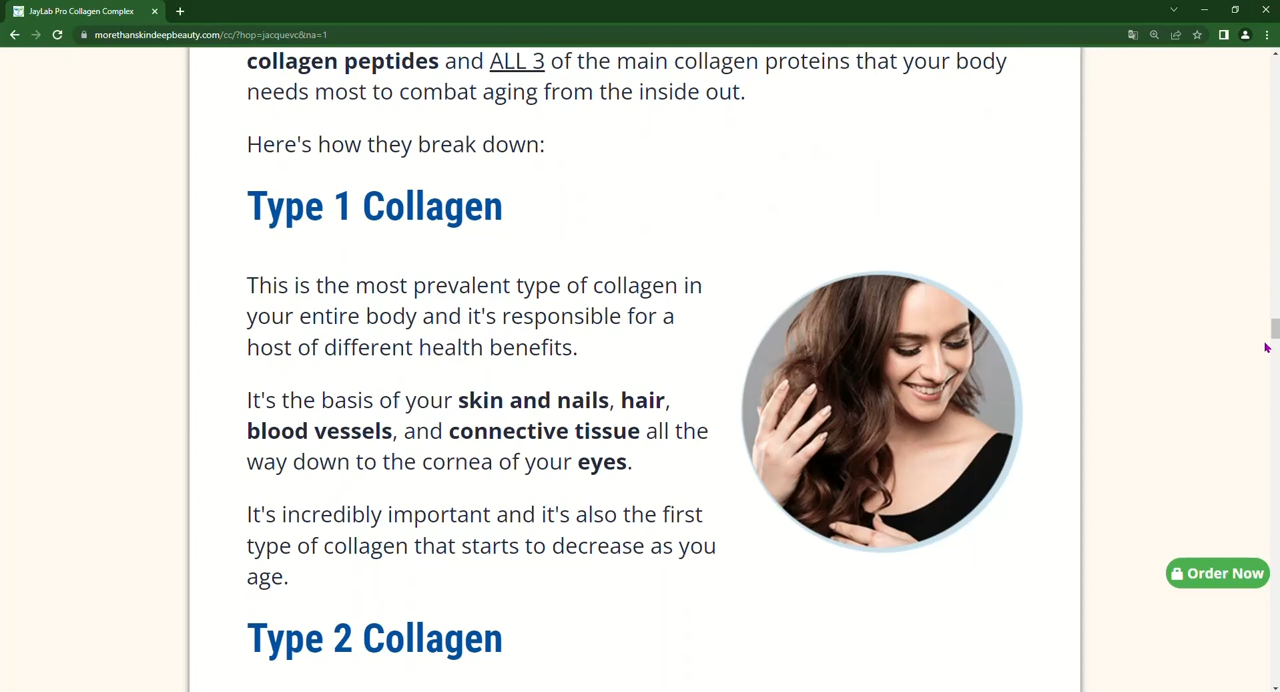 JayLab Pro Collagen Complex
morethanskindeepbeauty.com/cc/?hop=jacquevc&na=1
collagen peptides and ALL 3 of the main collagen proteins that your body
needs most to combat aging from the inside out.
Here's how they break down:
Type 1 Collagen
This is the most prevalent type of collagen in
your entire body and it's responsible for a
host of different health benefits.
It's the basis of your skin and nails, hair,
blood vessels, and connective tissue all the
way down to the cornea of your eyes.
It's incredibly important and it's also the first
type of collagen that starts to decrease as you
age.
Order Now
Type 2 Collagen